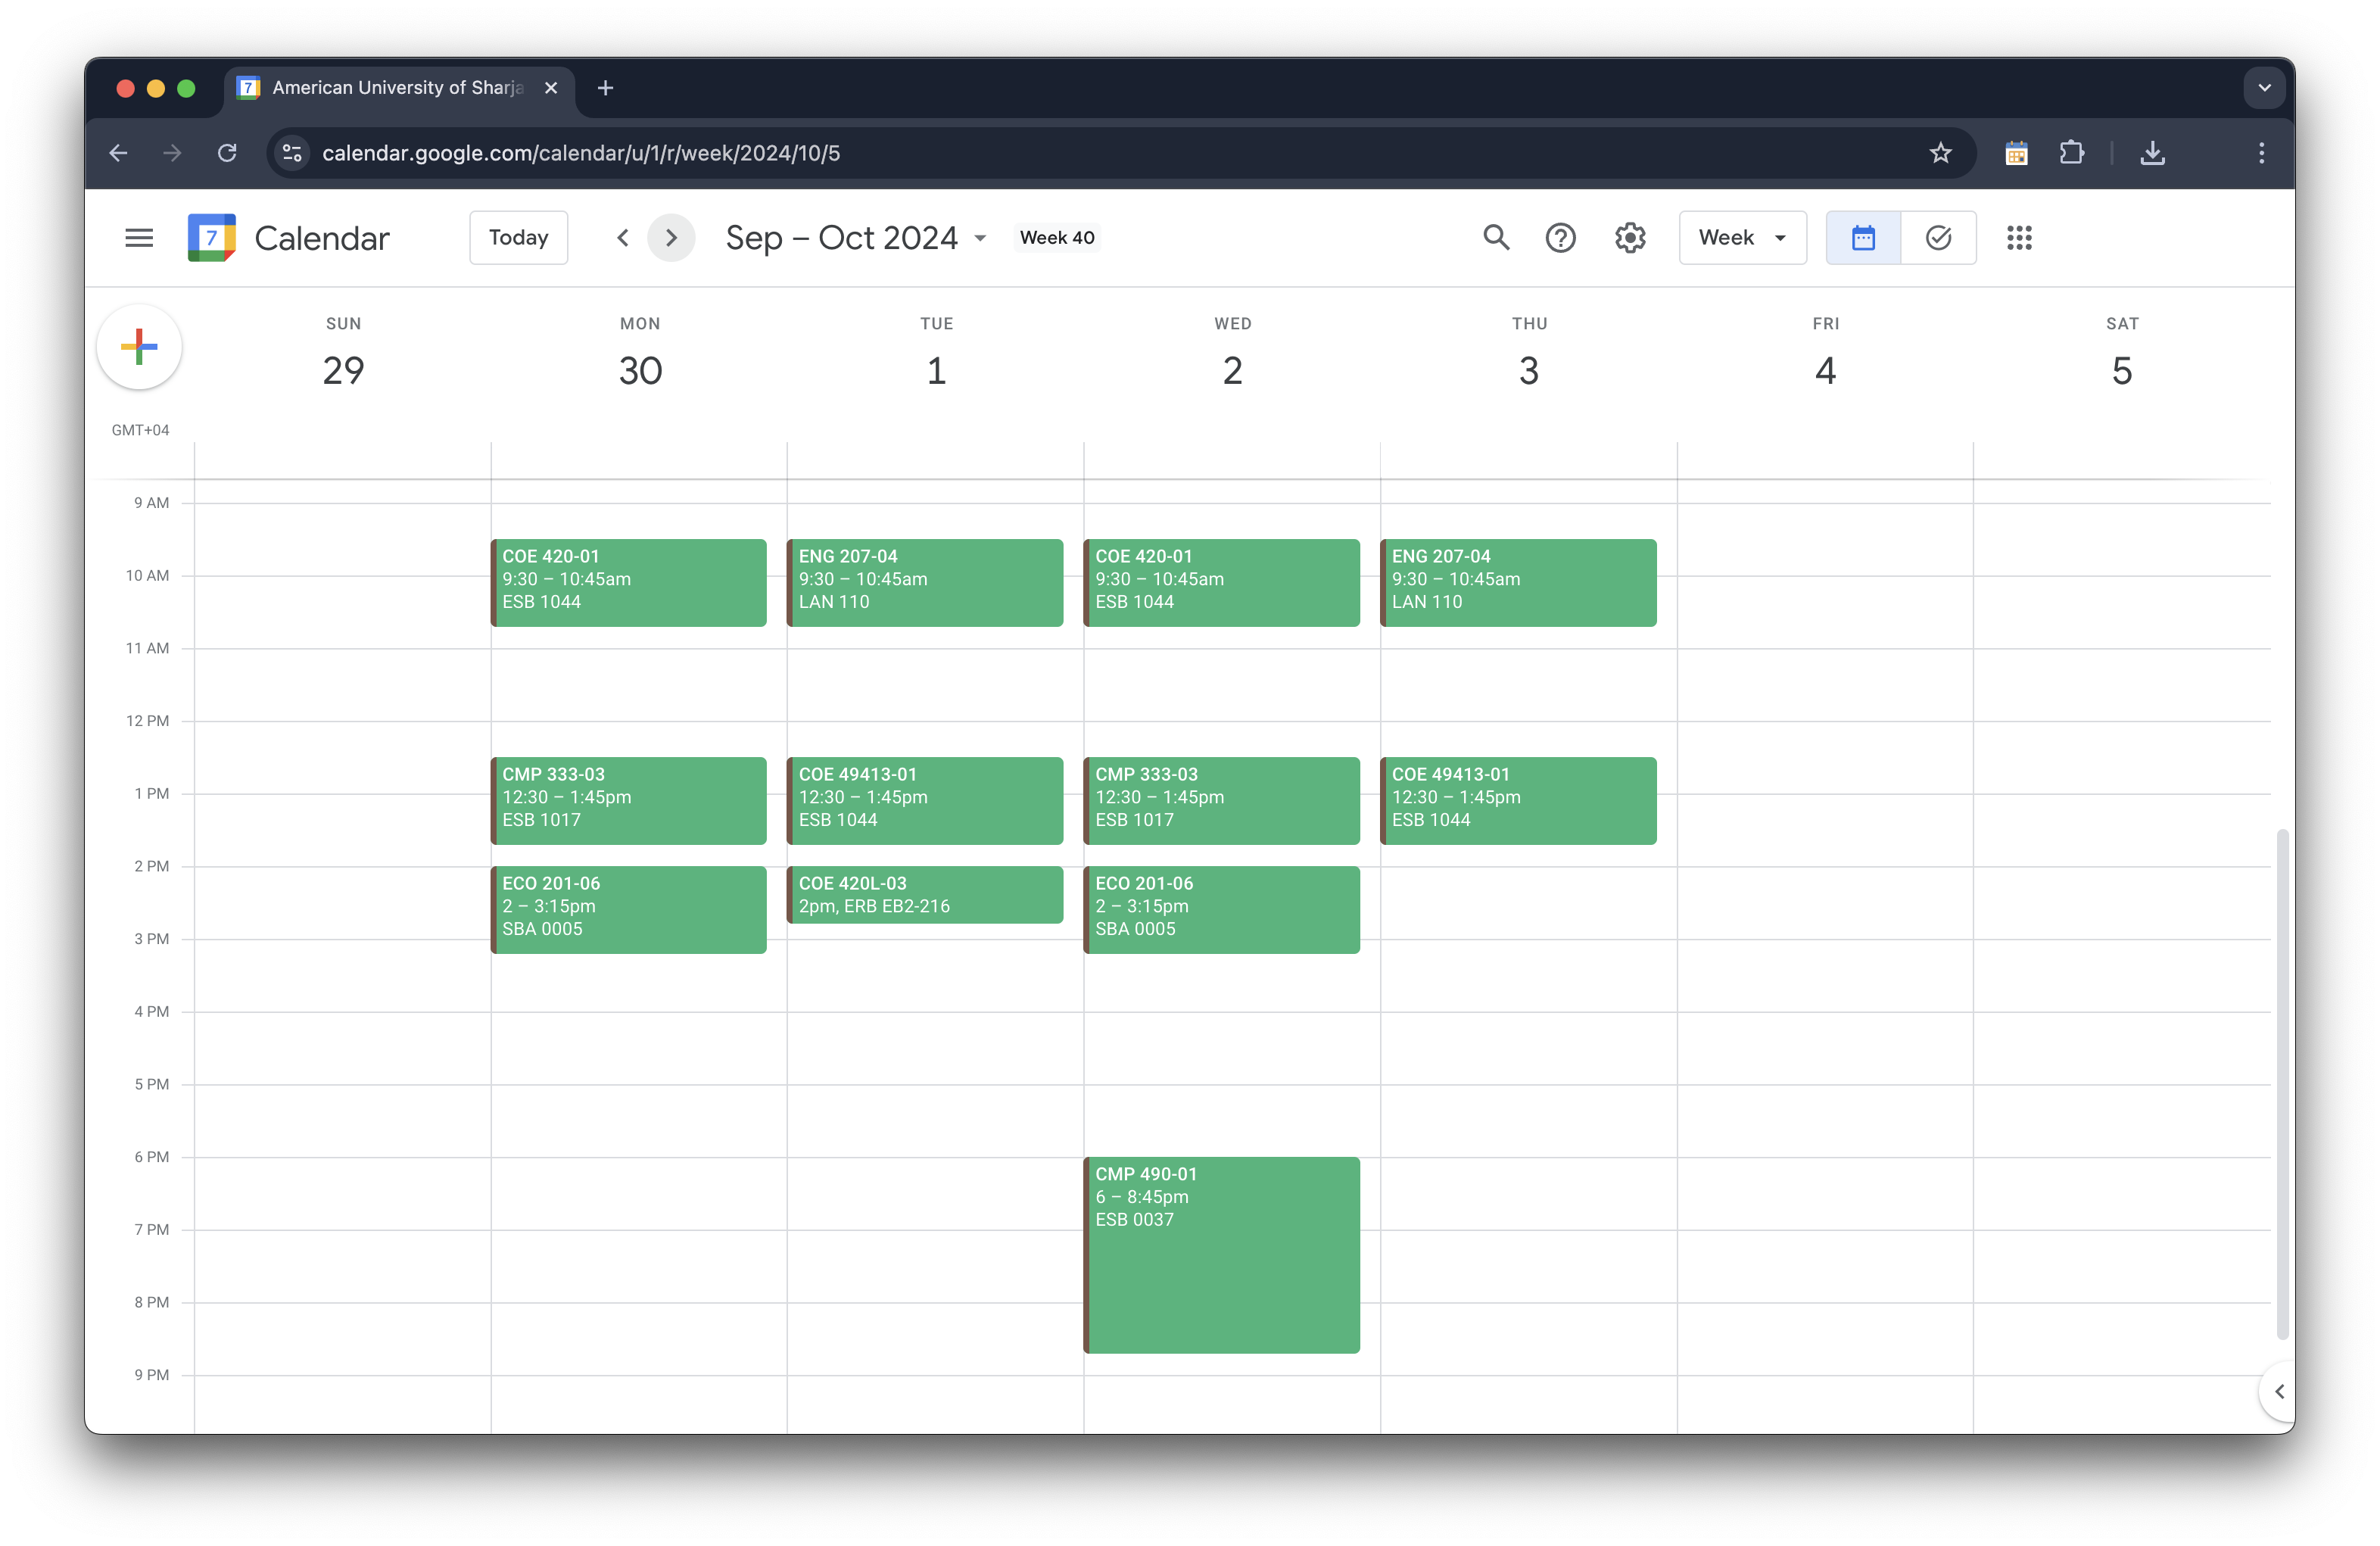 American University of Sharja
calendar.google.com/calendar/u/1/r/week/2024/10/5
7 Calendar
Today
Sep – Oct 2024
Week 40
Week
SUN
29
MON
30
TUE
1
WED
2
THU
3
FRI
4
SAT
5
GMT+04
9 AM
10 AM
11 AM
12 PM
1 PM
2 PM
3 PM
4 PM
5 PM
6 PM
7 PM
8 PM
9 PM
COE 420-01
9:30 – 10:45am
ESB 1044
CMP 333-03
12:30 – 1:45pm
ESB 1017
ECO 201-06
2 – 3:15pm
SBA 0005
ENG 207-04
9:30 – 10:45am
LAN 110
COE 49413-01
12:30 – 1:45pm
ESB 1044
COE 420L-03
2pm, ERB EB2-216
COE 420-01
9:30 – 10:45am
ESB 1044
CMP 333-03
12:30 – 1:45pm
ESB 1017
ECO 201-06
2 – 3:15pm
SBA 0005
CMP 490-01
6 – 8:45pm
ESB 0037
ENG 207-04
9:30 – 10:45am
LAN 110
COE 49413-01
12:30 – 1:45pm
ESB 1044